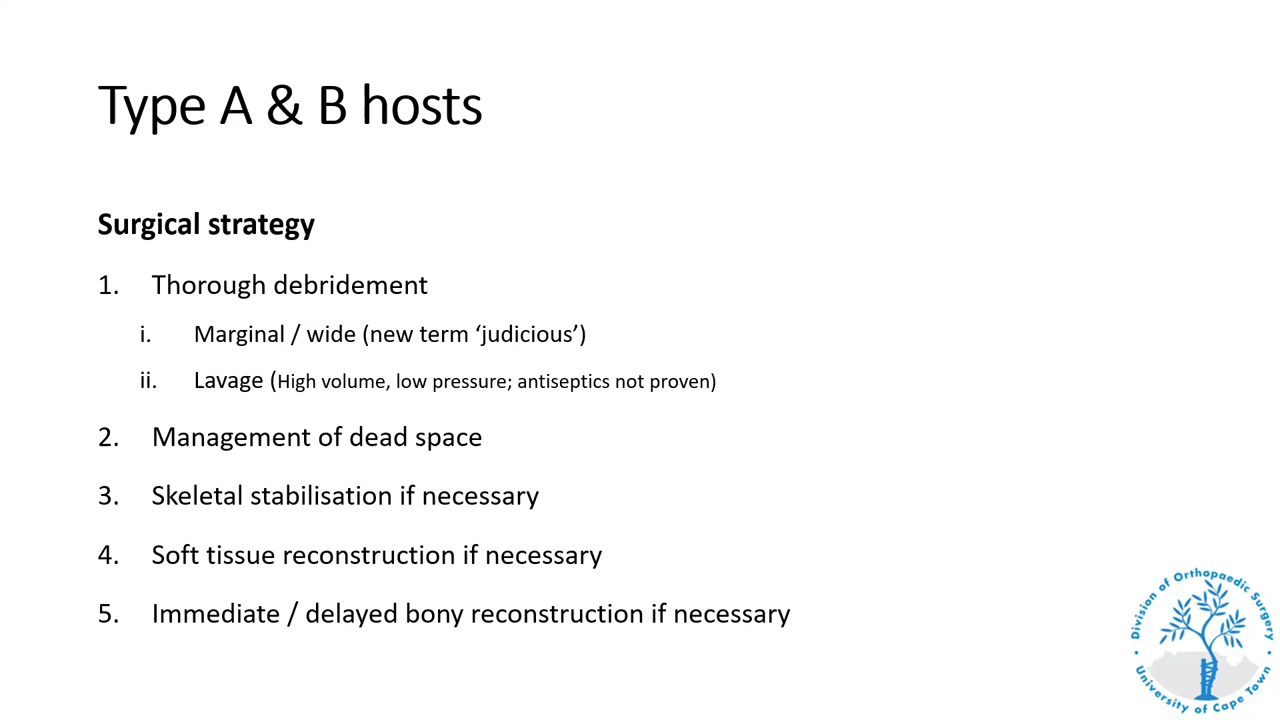 Type A & B hosts
Surgical strategy
1. Thorough debridement
i. Marginal / wide (new term ‘judicious’)
ii. Lavage (High volume, low pressure; antiseptics not proven)
2. Management of dead space
3. Skeletal stabilisation if necessary
4. Soft tissue reconstruction if necessary
5. Immediate / delayed bony reconstruction if necessary
Division of Orthopaedic Surgery
University of Cape Town